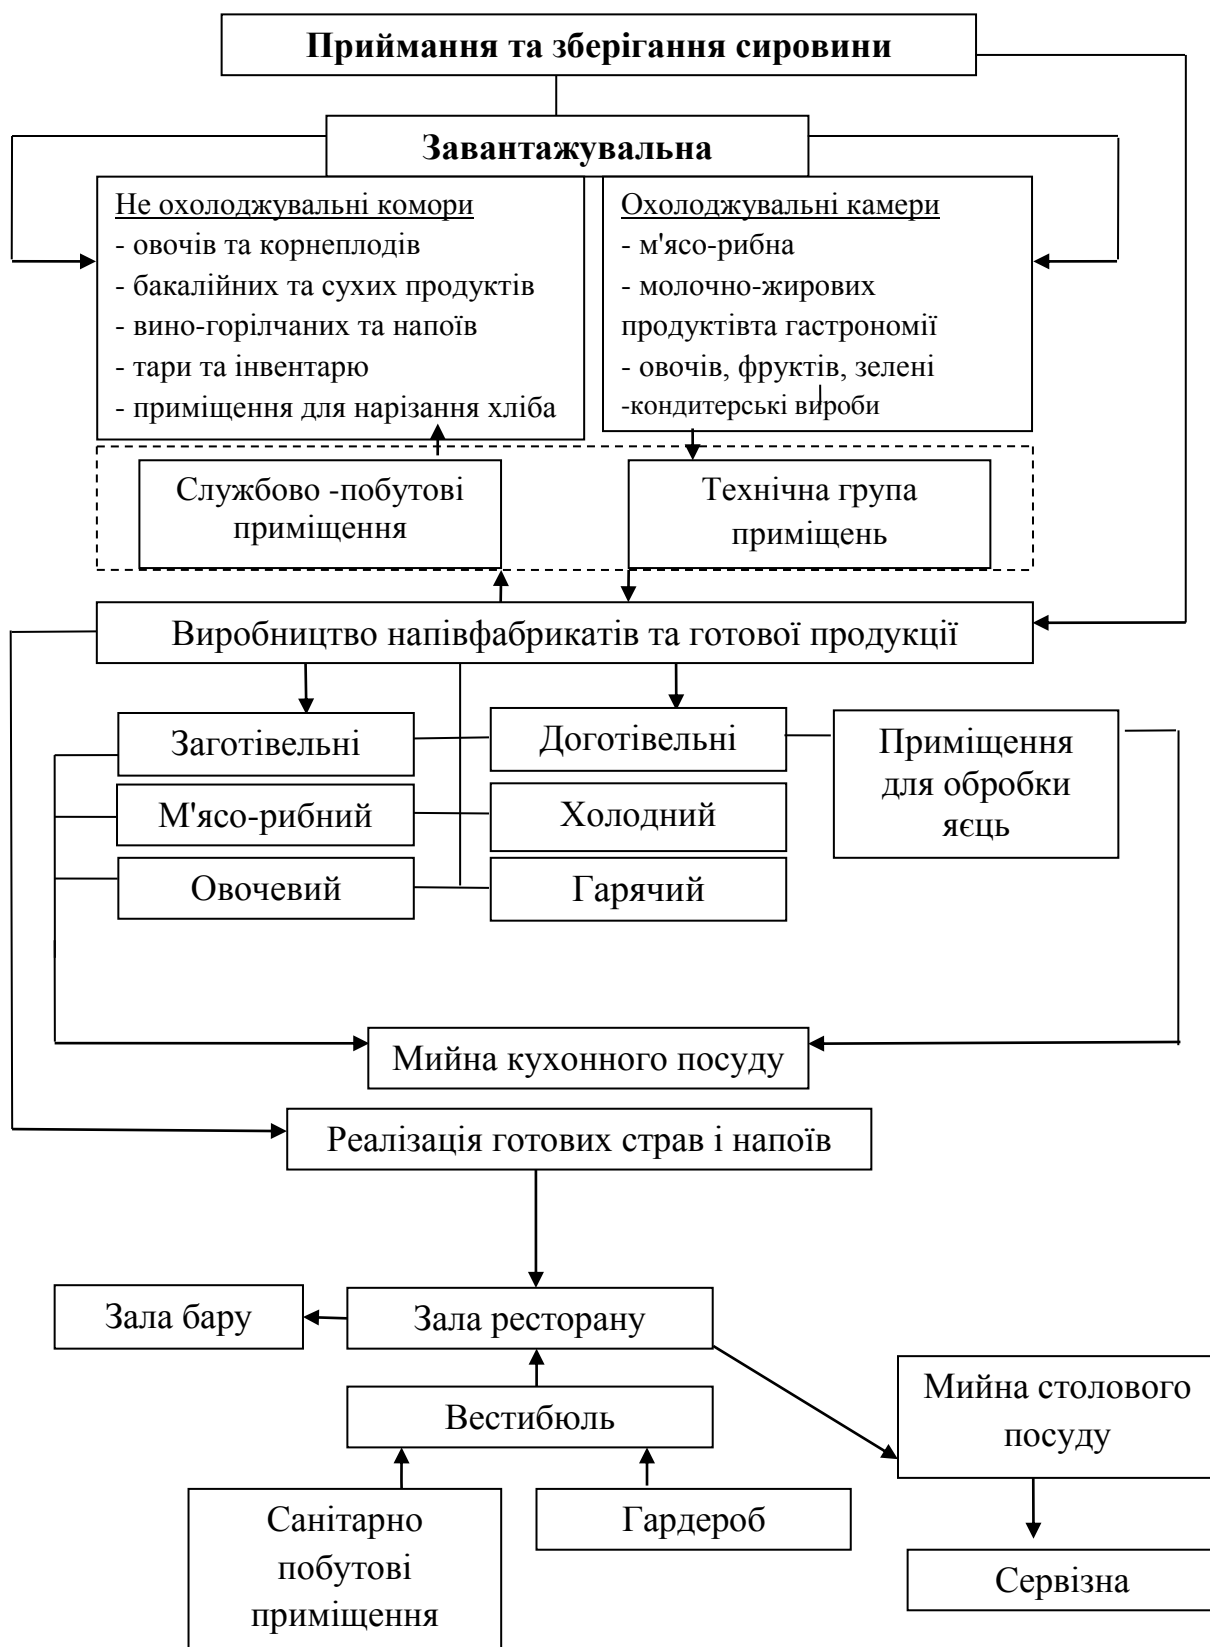 Приймання та зберігання сировини
Завантажувальна
Не охолоджувальні комори
- овочів та корнеплодів
- бакалійних та сухих продуктів
- вино-горілчаних та напоїв
- тари та інвентарю
- приміщення для нарізання хліба
Охолоджувальні камери
- м'ясо-рибна
- молочно-жирових
продуктівта гастрономії
- овочів, фруктів, зелені
-кондитерські вироби
Службово -побутові
приміщення
Технічна група
приміщень
Виробництво напівфабрикатів та готової продукції
Заготівельні
Доготівельні
Приміщення
для обробки
яєць
М'ясо-рибний
Холодний
Овочевий
Гарячий
Мийна кухонного посуду
Реалізація готових страв і напоїв
Зала бару
Зала ресторану
Мийна столового
посуду
Вестибюль
Санітарно
побутові
приміщення
Гардероб
Сервізна